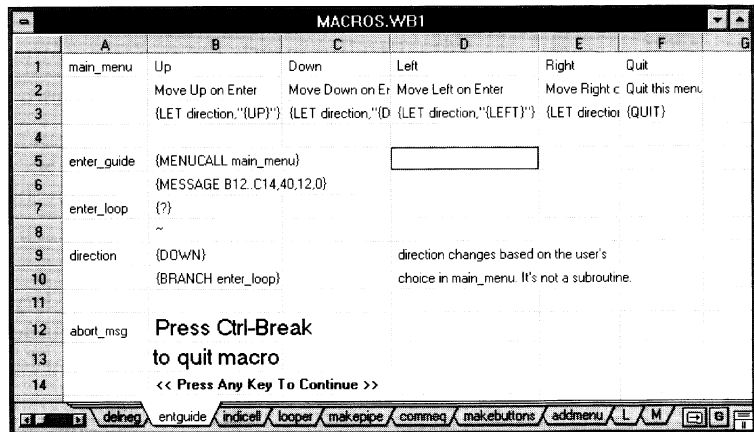 MACROS.WB1
A B C D E F G
1 main_menu Up Down Left Right Quit
2 Move Up on Enter Move Down on Er Move Left on Enter Move Right c Quit this menu
3 {LET direction,"{UP}"} {LET direction,"{D {LET direction,"{LEFT}"} {LET direction {QUIT}
4
5 enter_guide {MENUCALL main_menu}
6 {MESSAGE B12..C14,40,12,0}
7 enter_loop {?}
8 ~
9 direction {DOWN} direction changes based on the user's
10 {BRANCH enter_loop} choice in main_menu. It's not a subroutine.
11
12 abort_msg Press Ctrl-Break
13 to quit macro
14 << Press Any Key To Continue >>
delneg entguide indicell looper makepipe commeq makebuttons addmenu L M G